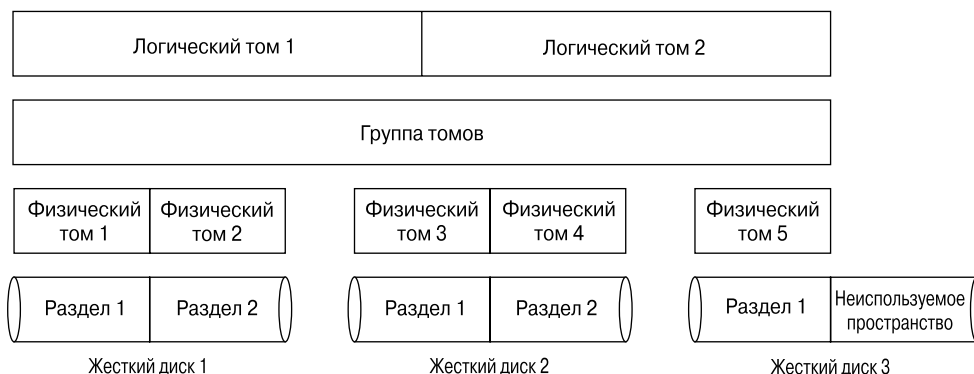 Логический том 1
Логический том 2
Группа томов
Физический
том 1
Физический
том 2
Физический
том 3
Физический
том 4
Физический
том 5
Раздел 1
Раздел 2
Раздел 1
Раздел 2
Раздел 1
Неиспользуемое
пространство
Жесткий диск 1
Жесткий диск 2
Жесткий диск 3